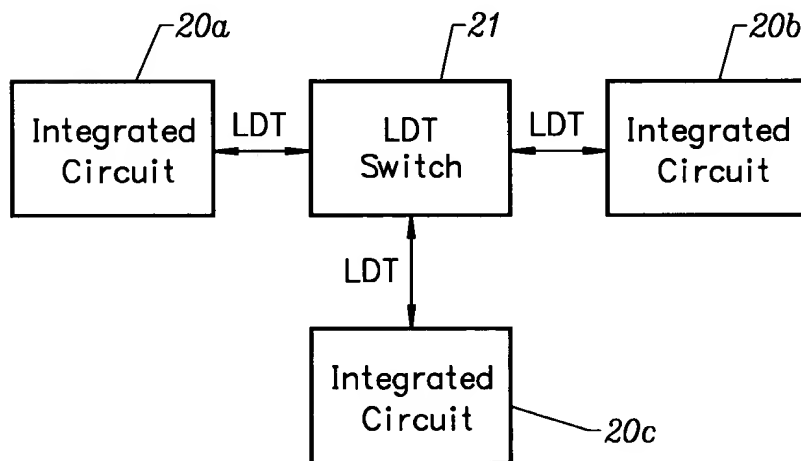 20a
21
20b
Integrated
Circuit
LDT
LDT
Switch
LDT
Integrated
Circuit
LDT
Integrated
Circuit
20c